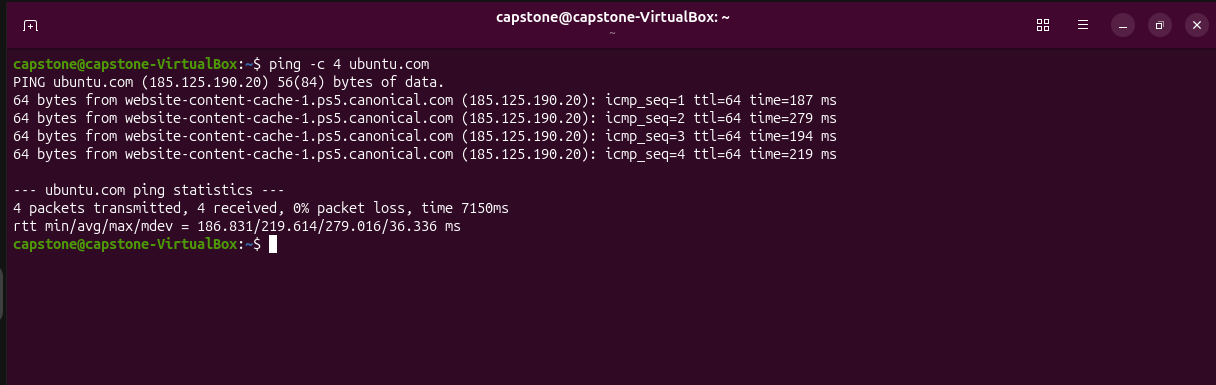 capstone@capstone-VirtualBox: ~
~
capstone@capstone-VirtualBox:~$ ping -c 4 ubuntu.com
PING ubuntu.com (185.125.190.20) 56(84) bytes of data.
64 bytes from website-content-cache-1.ps5.canonical.com (185.125.190.20): icmp_seq=1 ttl=64 time=187 ms
64 bytes from website-content-cache-1.ps5.canonical.com (185.125.190.20): icmp_seq=2 ttl=64 time=279 ms
64 bytes from website-content-cache-1.ps5.canonical.com (185.125.190.20): icmp_seq=3 ttl=64 time=194 ms
64 bytes from website-content-cache-1.ps5.canonical.com (185.125.190.20): icmp_seq=4 ttl=64 time=219 ms
--- ubuntu.com ping statistics ---
4 packets transmitted, 4 received, 0% packet loss, time 7150ms
rtt min/avg/max/mdev = 186.831/219.614/279.016/36.336 ms
capstone@capstone-VirtualBox:~$